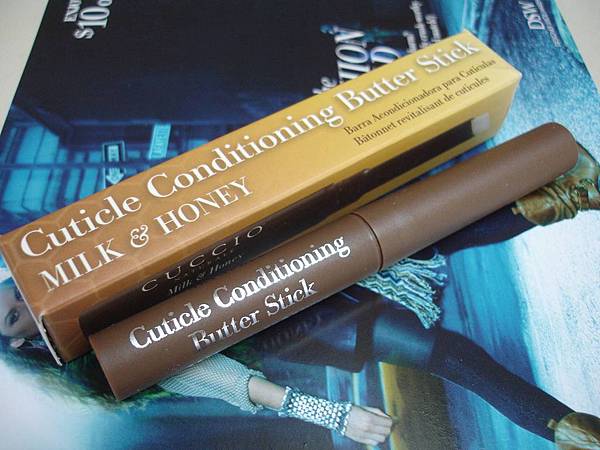 $10 o
DSW
Cuticle Conditioning Butter Stick
MILK & HONEY
Barra Acondicionadora para Cutículas
Bâtonnet revitalisant de cuticules
CUCCIO
Milk & Honey
Cuticle Conditioning
Butter Stick